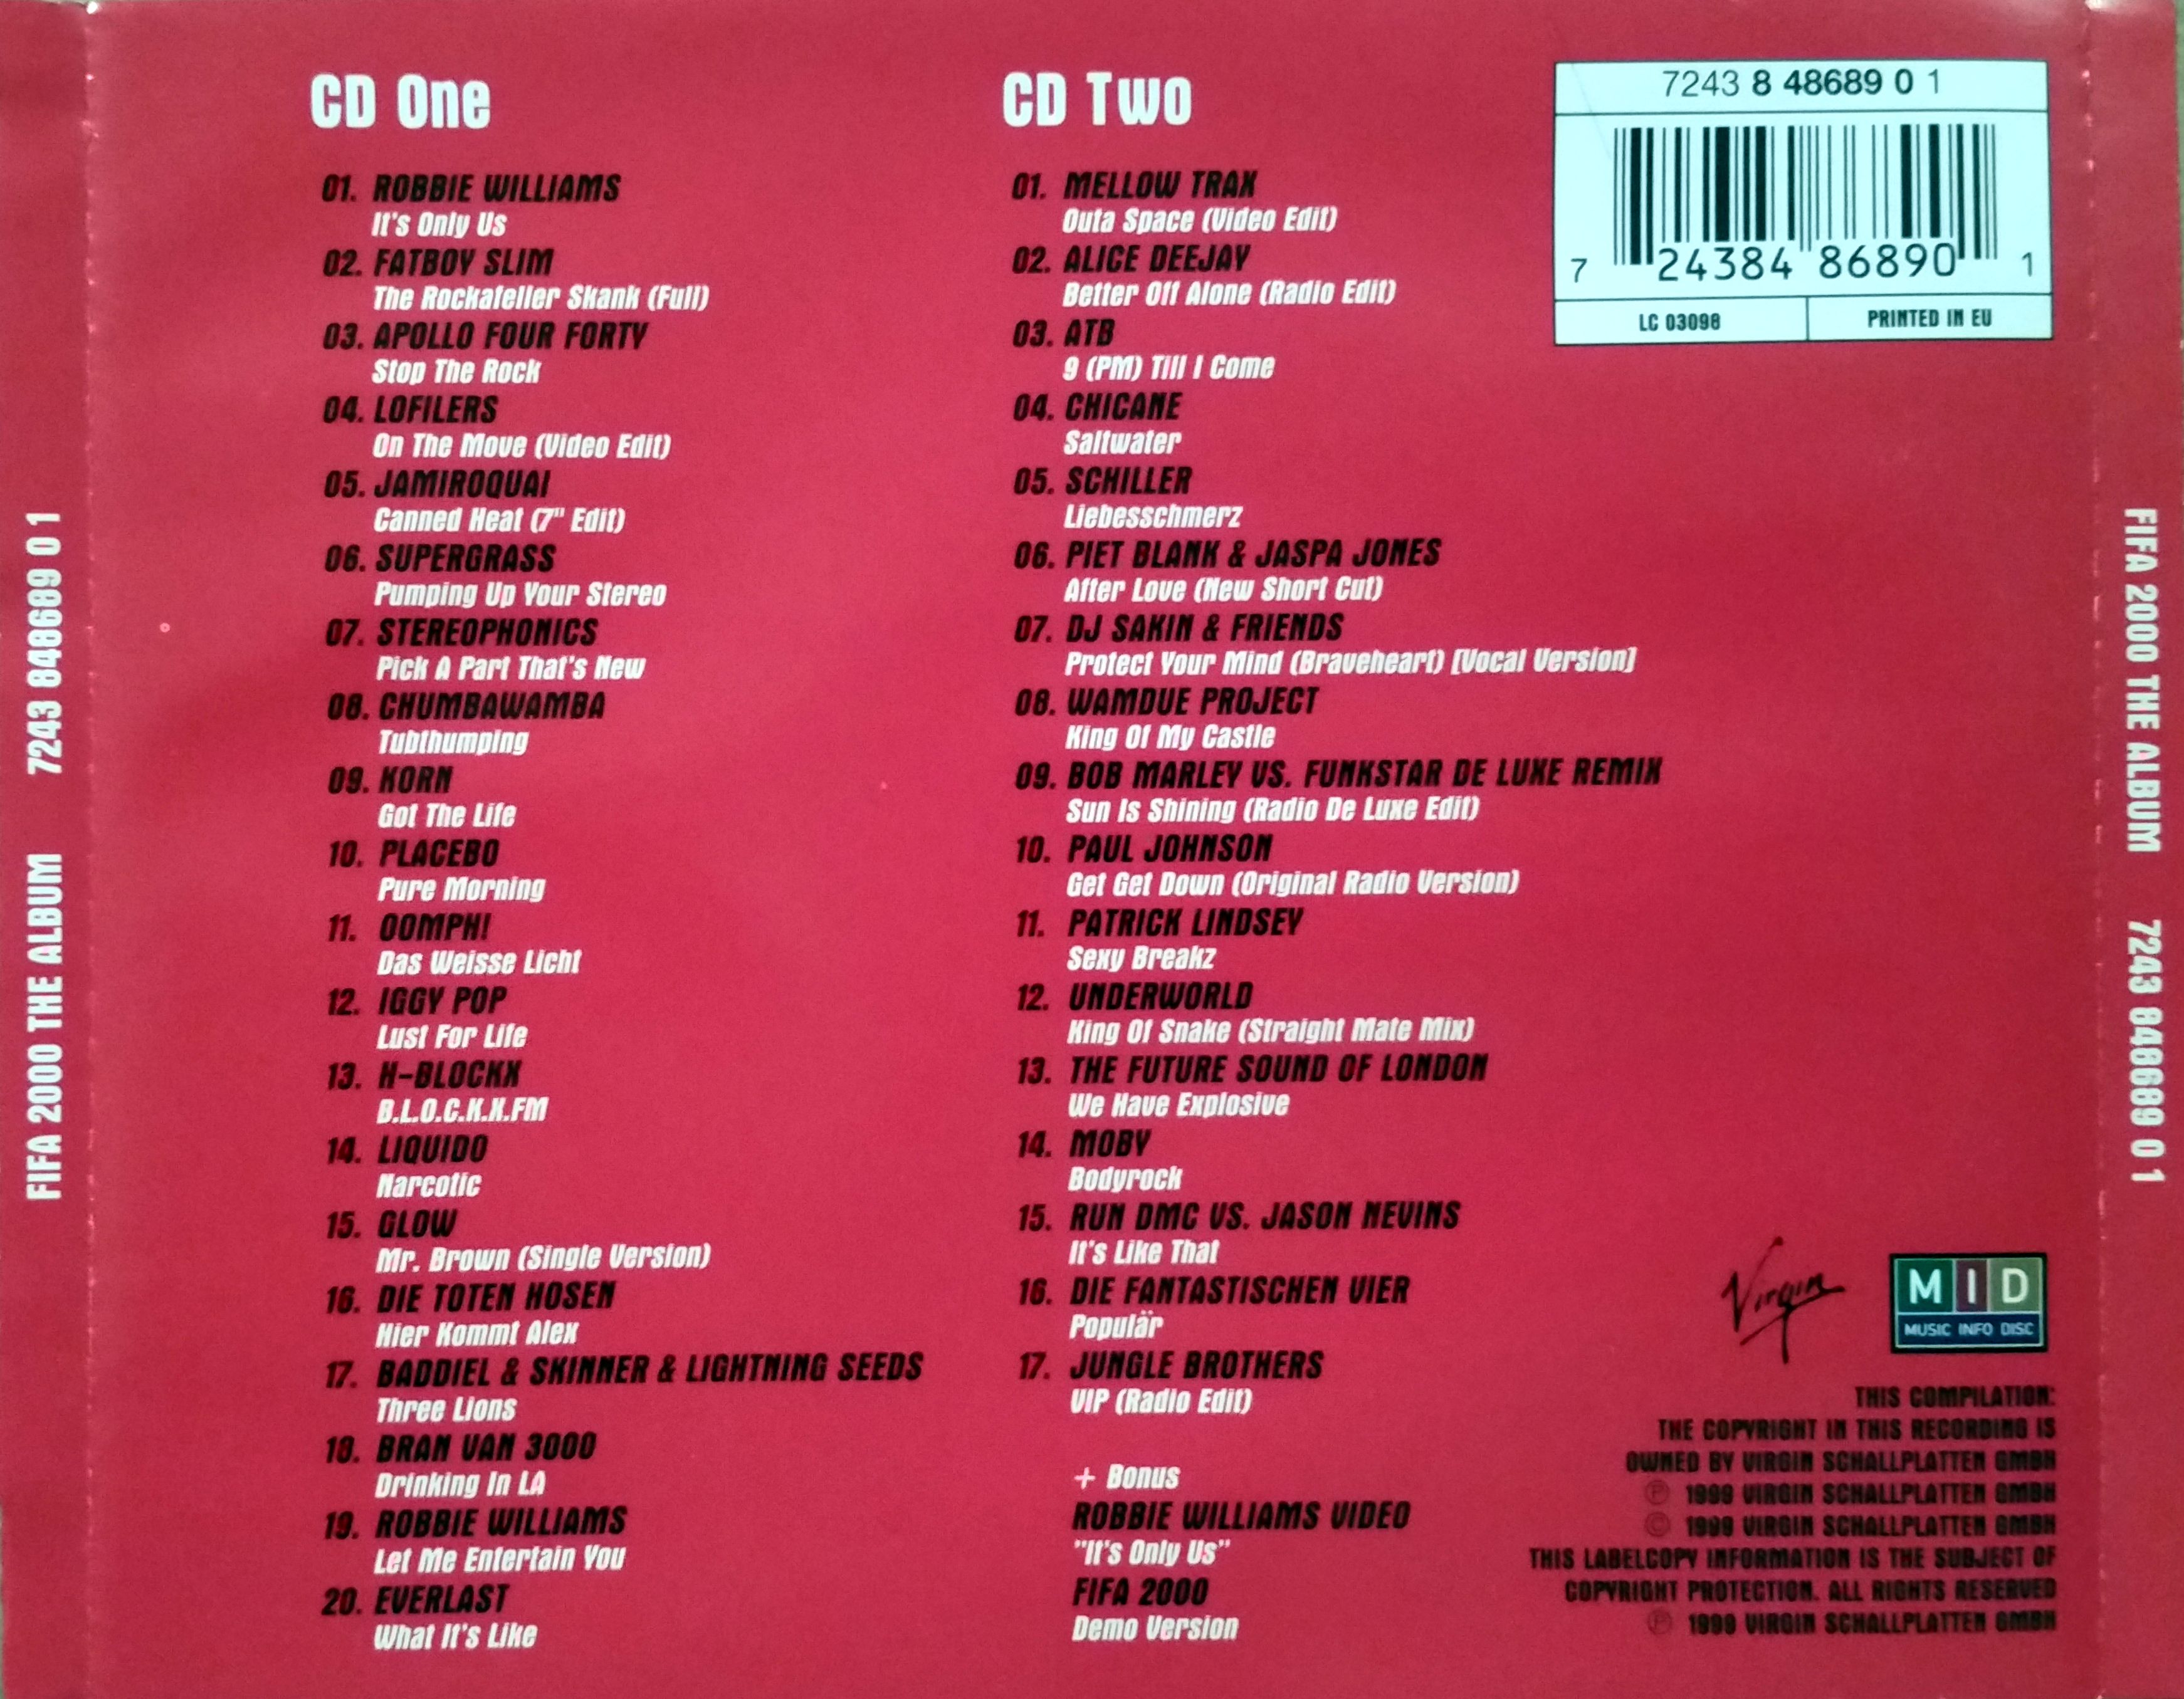 CD One
01. ROBBIE WILLIAMS
It's Only Us
02. FATBOY SLIM
The Rockafeller Skank (Full)
03. APOLLO FOUR FORTY
Stop The Rock
04. LOFILERS
On The Move (Video Edit)
05. JAMIROQUAI
Canned Heat (7" Edit)
06. SUPERGRASS
Pumping Up Your Stereo
07. STEREOPHONICS
Pick A Part That's New
08. CHUMBAWAMBA
Tubthumping
09. KORN
Got The Life
10. PLACEBO
Pure Morning
11. OOMPH!
Das Weisse Licht
12. IGGY POP
Lust For Life
13. H-BLOCKX
B.L.O.C.K.X.FM
14. LIQUIDO
Narcotic
15. GLOW
Mr. Brown (Single Version)
16. DIE TOTEN HOSEN
Hier Kommt Alex
17. BADDIEL & SKINNER & LIGHTNING SEEDS
Three Lions
18. BRAN VAN 3000
Drinking In LA
19. ROBBIE WILLIAMS
Let Me Entertain You
20. EVERLAST
What It's Like
CD Two
01. MELLOW TRAX
Outa Space (Video Edit)
02. ALICE DEEJAY
Better Off Alone (Radio Edit)
03. ATB
9 (PM) Till I Come
04. CHICANE
Saltwater
05. SCHILLER
Liebesschmerz
06. PIET BLANK & JASPA JONES
After Love (New Short Cut)
07. DJ SAKIN & FRIENDS
Protect Your Mind (Braveheart) [Vocal Version]
08. WAMDUE PROJECT
King Of My Castle
09. BOB MARLEY VS. FUNKSTAR DE LUXE REMIX
Sun Is Shining (Radio De Luxe Edit)
10. PAUL JOHNSON
Get Get Down (Original Radio Version)
11. PATRICK LINDSEY
Sexy Breakz
12. UNDERWORLD
King Of Snake (Straight Mate Mix)
13. THE FUTURE SOUND OF LONDON
We Have Explosive
14. MOBY
Bodyrock
15. RUN DMC VS. JASON NEVINS
It's Like That
16. DIE FANTASTISCHEN VIER
Populär
17. JUNGLE BROTHERS
VIP (Radio Edit)
+ Bonus
ROBBIE WILLIAMS VIDEO
"It's Only Us"
FIFA 2000
Demo Version
7243 8 48689 0 1
7 24384 86890 1
LC 03098
PRINTED IN EU
Virgin
MID
MUSIC INFO DISC
THIS COMPILATION:
THE COPYRIGHT IN THIS RECORDING IS
OWNED BY VIRGIN SCHALLPLATTEN GMBH
℗ 1999 VIRGIN SCHALLPLATTEN GMBH
© 1999 VIRGIN SCHALLPLATTEN GMBH
THIS LABELCOPY INFORMATION IS THE SUBJECT OF
COPYRIGHT PROTECTION. ALL RIGHTS RESERVED
℗ 1999 VIRGIN SCHALLPLATTEN GMBH
FIFA 2000 THE ALBUM 7243 848689 0 1
FIFA 2000 THE ALBUM 7243 848689 0 1